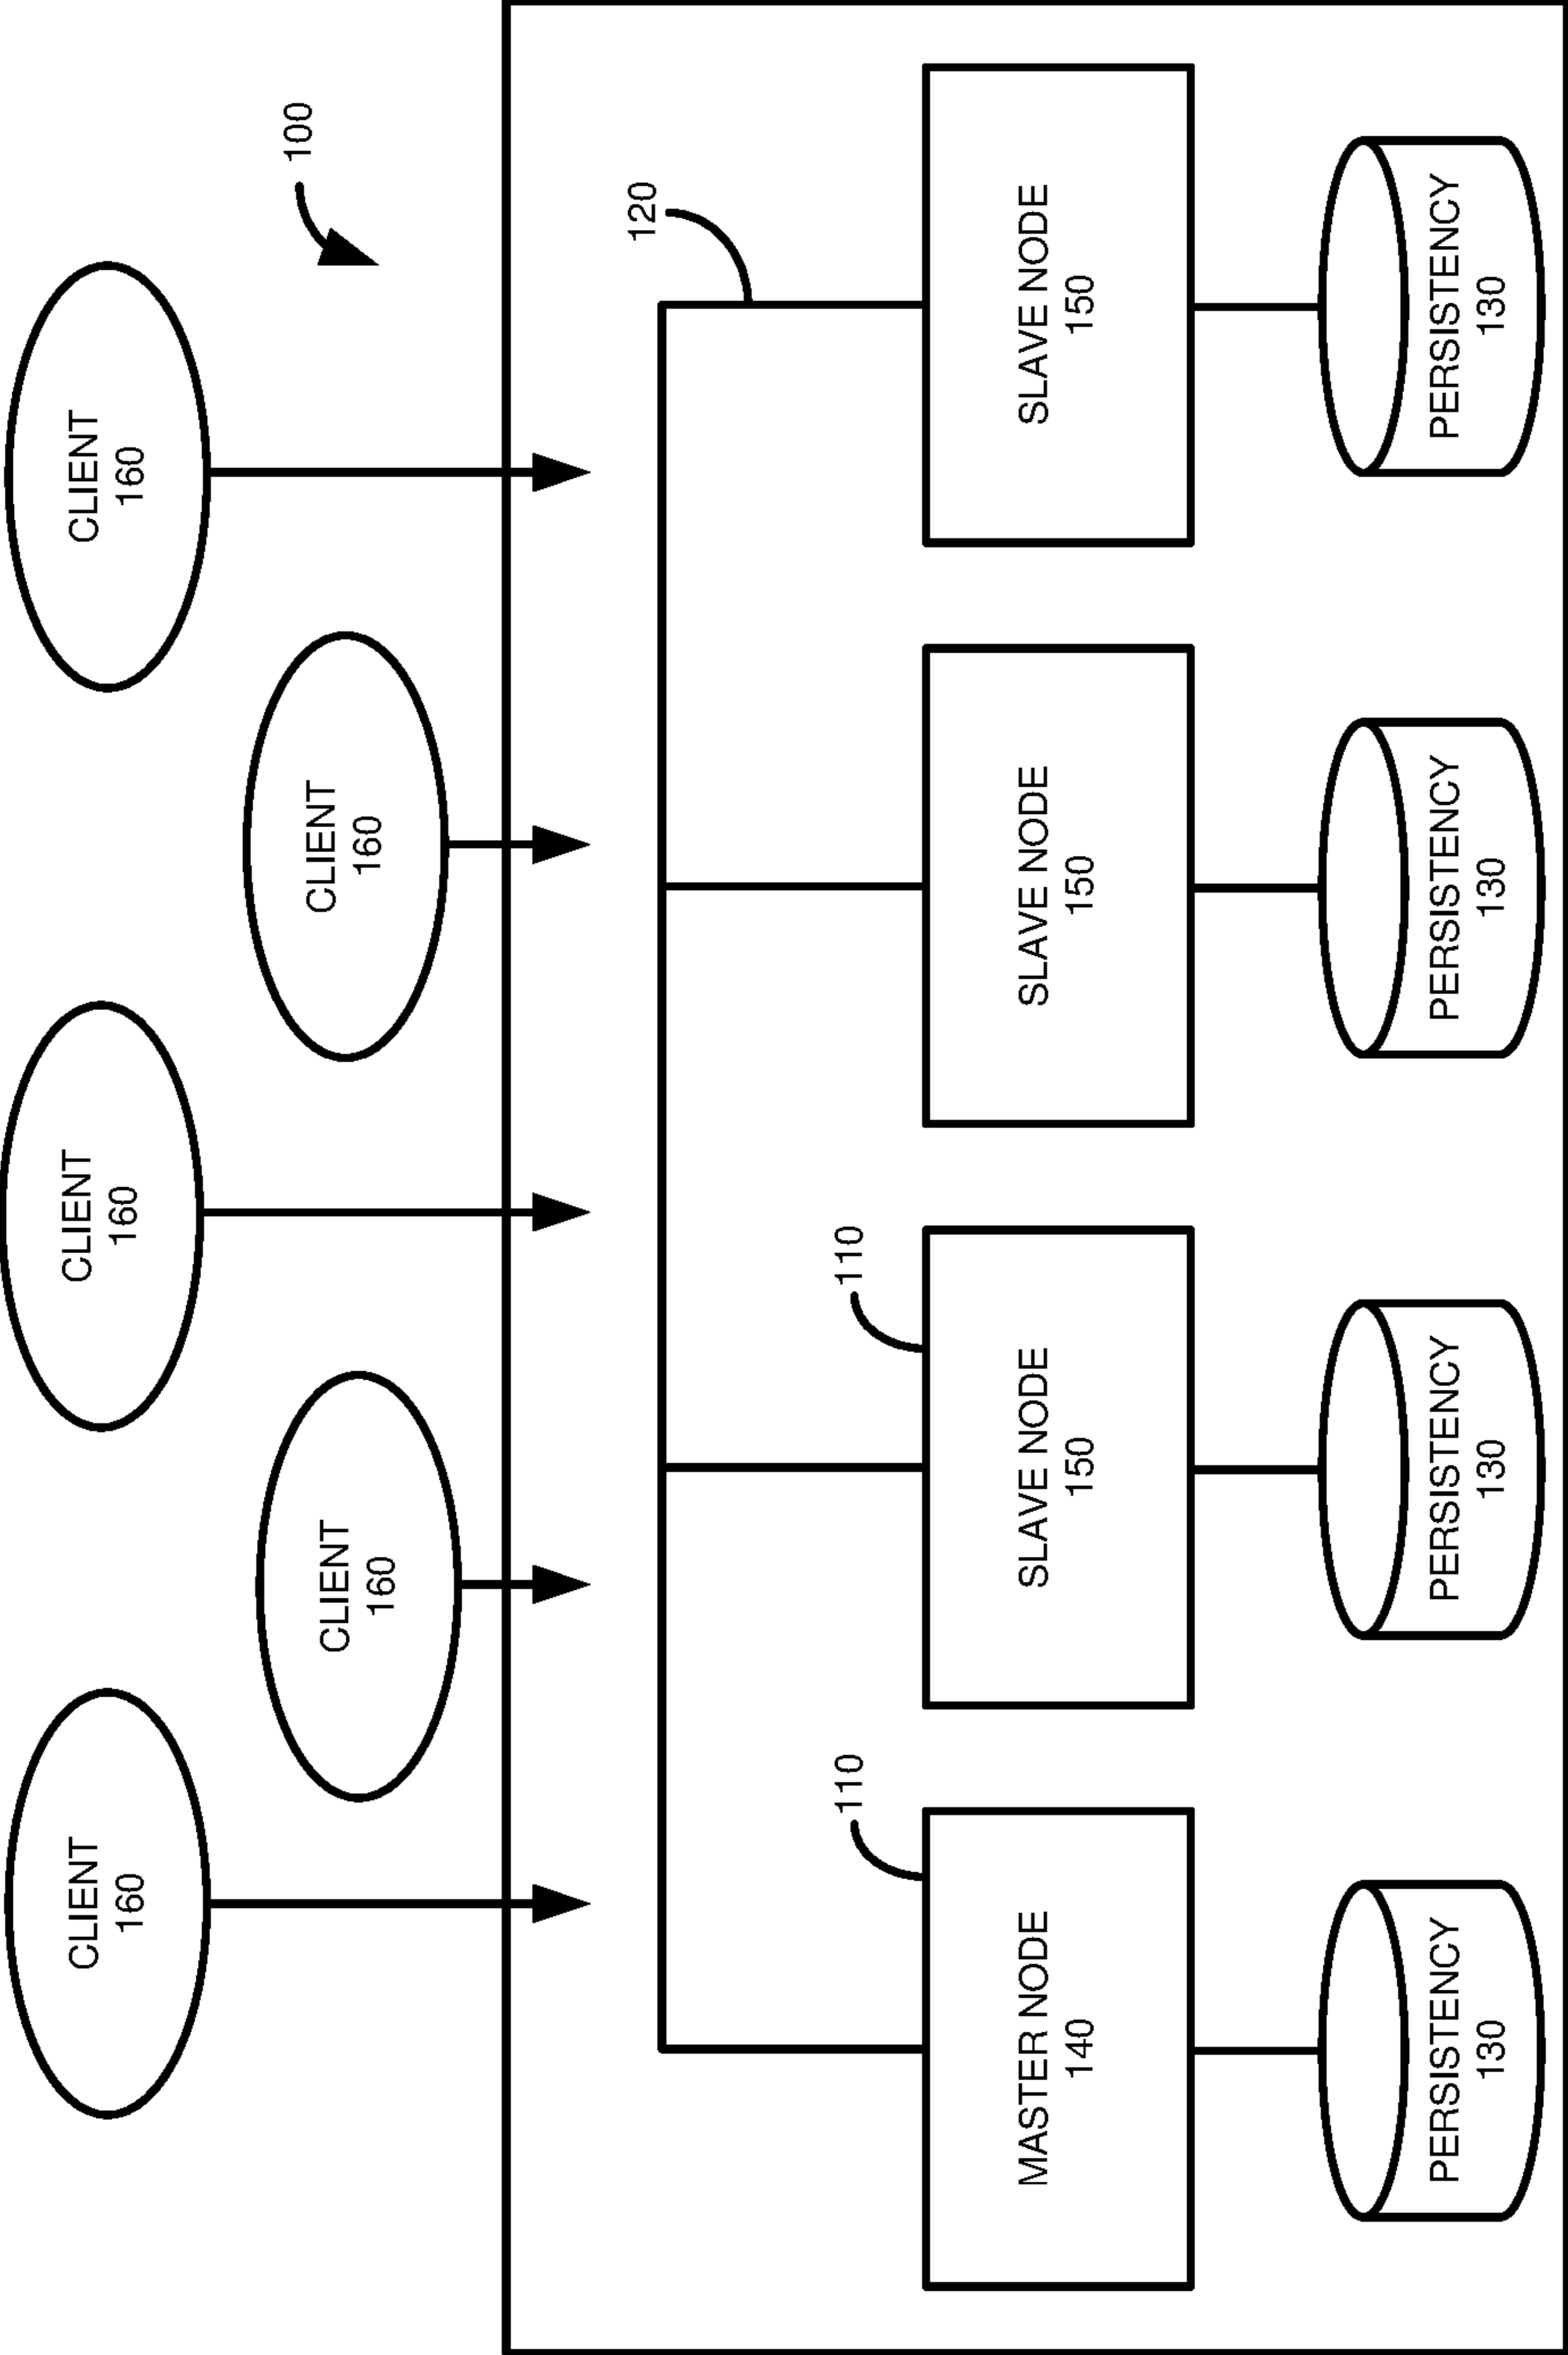 CLIENT
160
CLIENT
160
CLIENT
160
CLIENT
160
CLIENT
160
100
120
110
110
MASTER NODE
140
SLAVE NODE
150
SLAVE NODE
150
SLAVE NODE
150
PERSISTENCY
130
PERSISTENCY
130
PERSISTENCY
130
PERSISTENCY
130